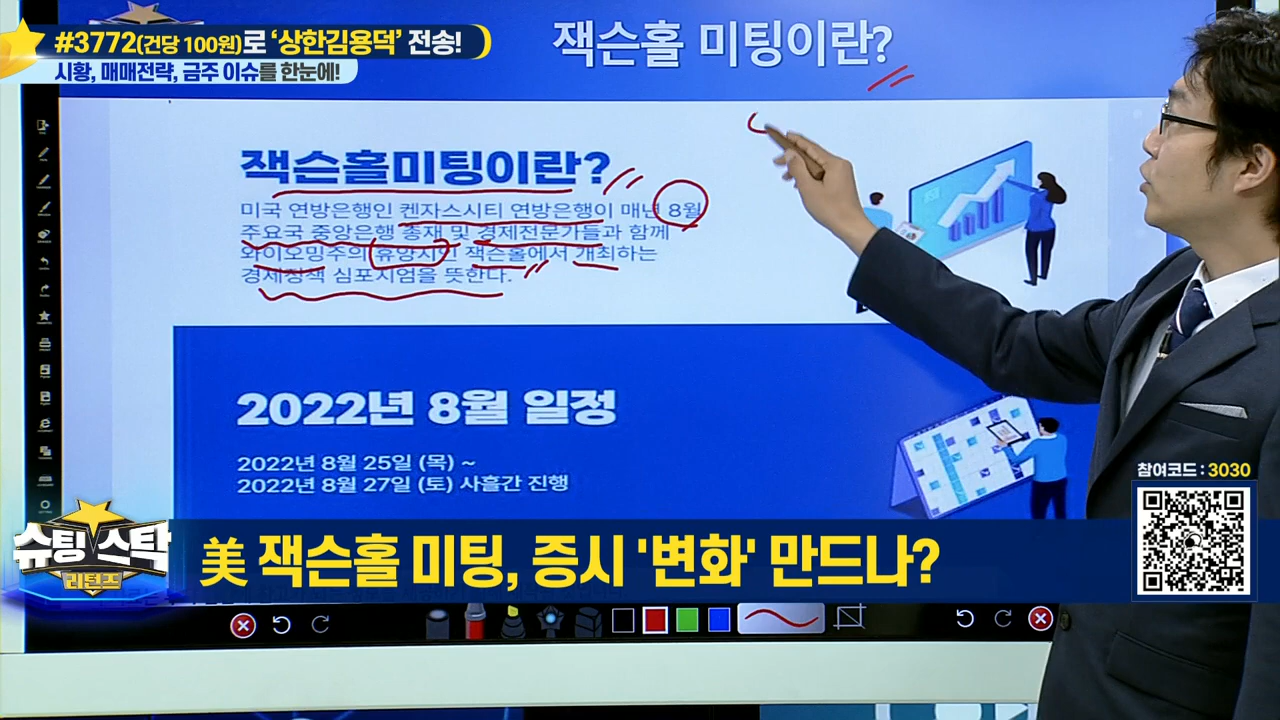 #3772(건당 100원)로 '상한김용덕' 전송!
시황, 매매전략, 금주 이슈를 한눈에!
잭슨홀 미팅이란?
잭슨홀미팅이란?
미국 연방은행인 켄자스시티 연방은행이 매년 8월
주요국 중앙은행 총재 및 경제전문가들과 함께
와이오밍주의 휴양지인 잭슨홀에서 개최하는
경제정책 심포지엄을 뜻한다.
2022년 8월 일정
2022년 8월 25일 (목) ~
2022년 8월 27일 (토) 사흘간 진행
참여코드 : 3030
슈팅스탁
리턴즈
美 잭슨홀 미팅, 증시 '변화' 만드나?